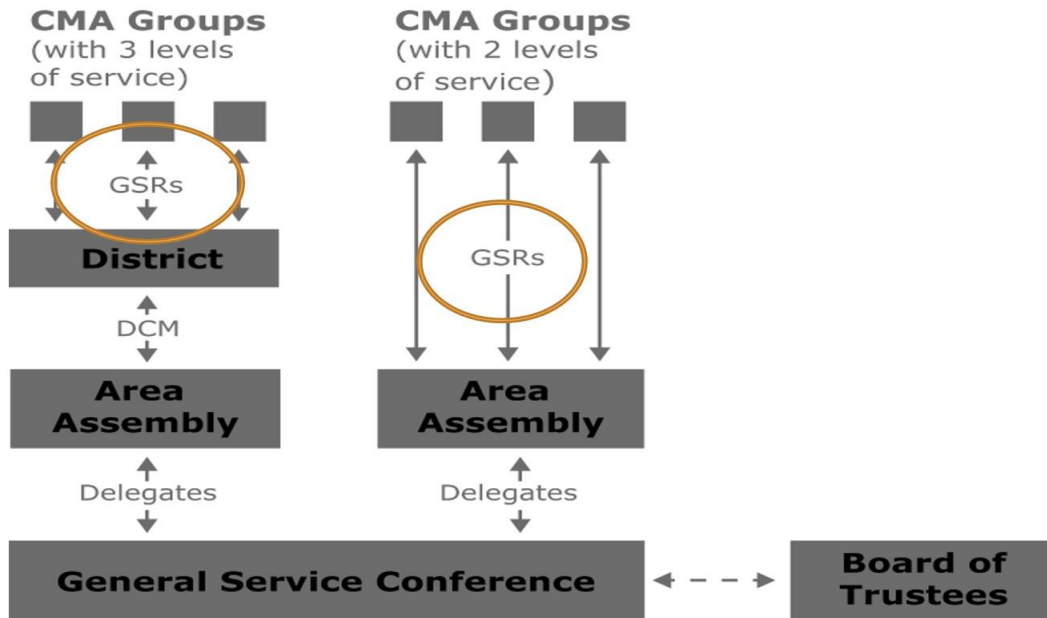 CMA Groups
(with 3 levels
of service)
CMA Groups
(with 2 levels
of service)
GSRs
GSRs
District
DCM
Area
Assembly
Area
Assembly
Delegates
Delegates
General Service Conference
Board of
Trustees